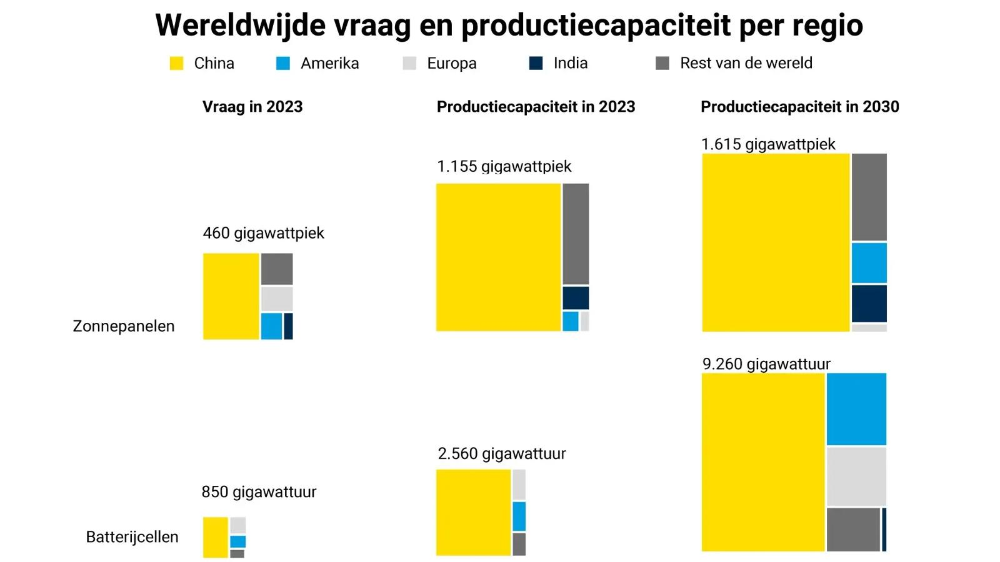 Wereldwijde vraag en productiecapaciteit per regio
China Amerika Europa India Rest van de wereld
Vraag in 2023 Productiecapaciteit in 2023 Productiecapaciteit in 2030
1.615 gigawattpiek
1.155 gigawattpiek
460 gigawattpiek
Zonnepanelen
9.260 gigawattuur
2.560 gigawattuur
850 gigawattuur
Batterijcellen